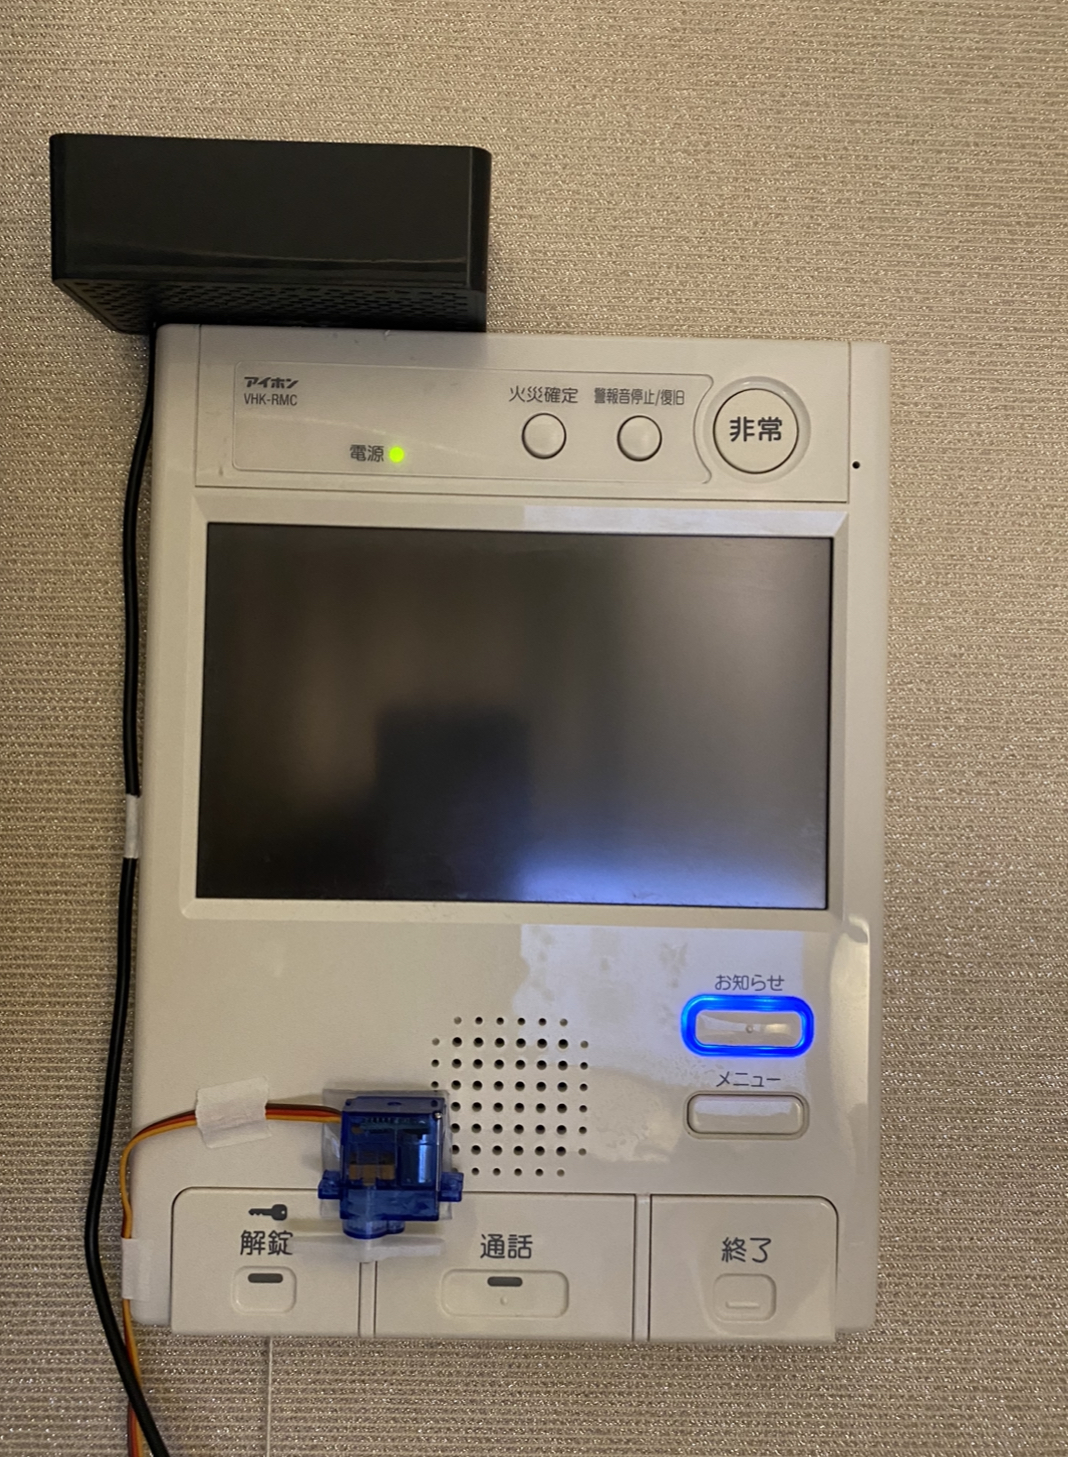 アイホン
VHK-RMC
火災確定
警報音停止/復旧
非常
電源
お知らせ
メニュー
解錠
通話
終了